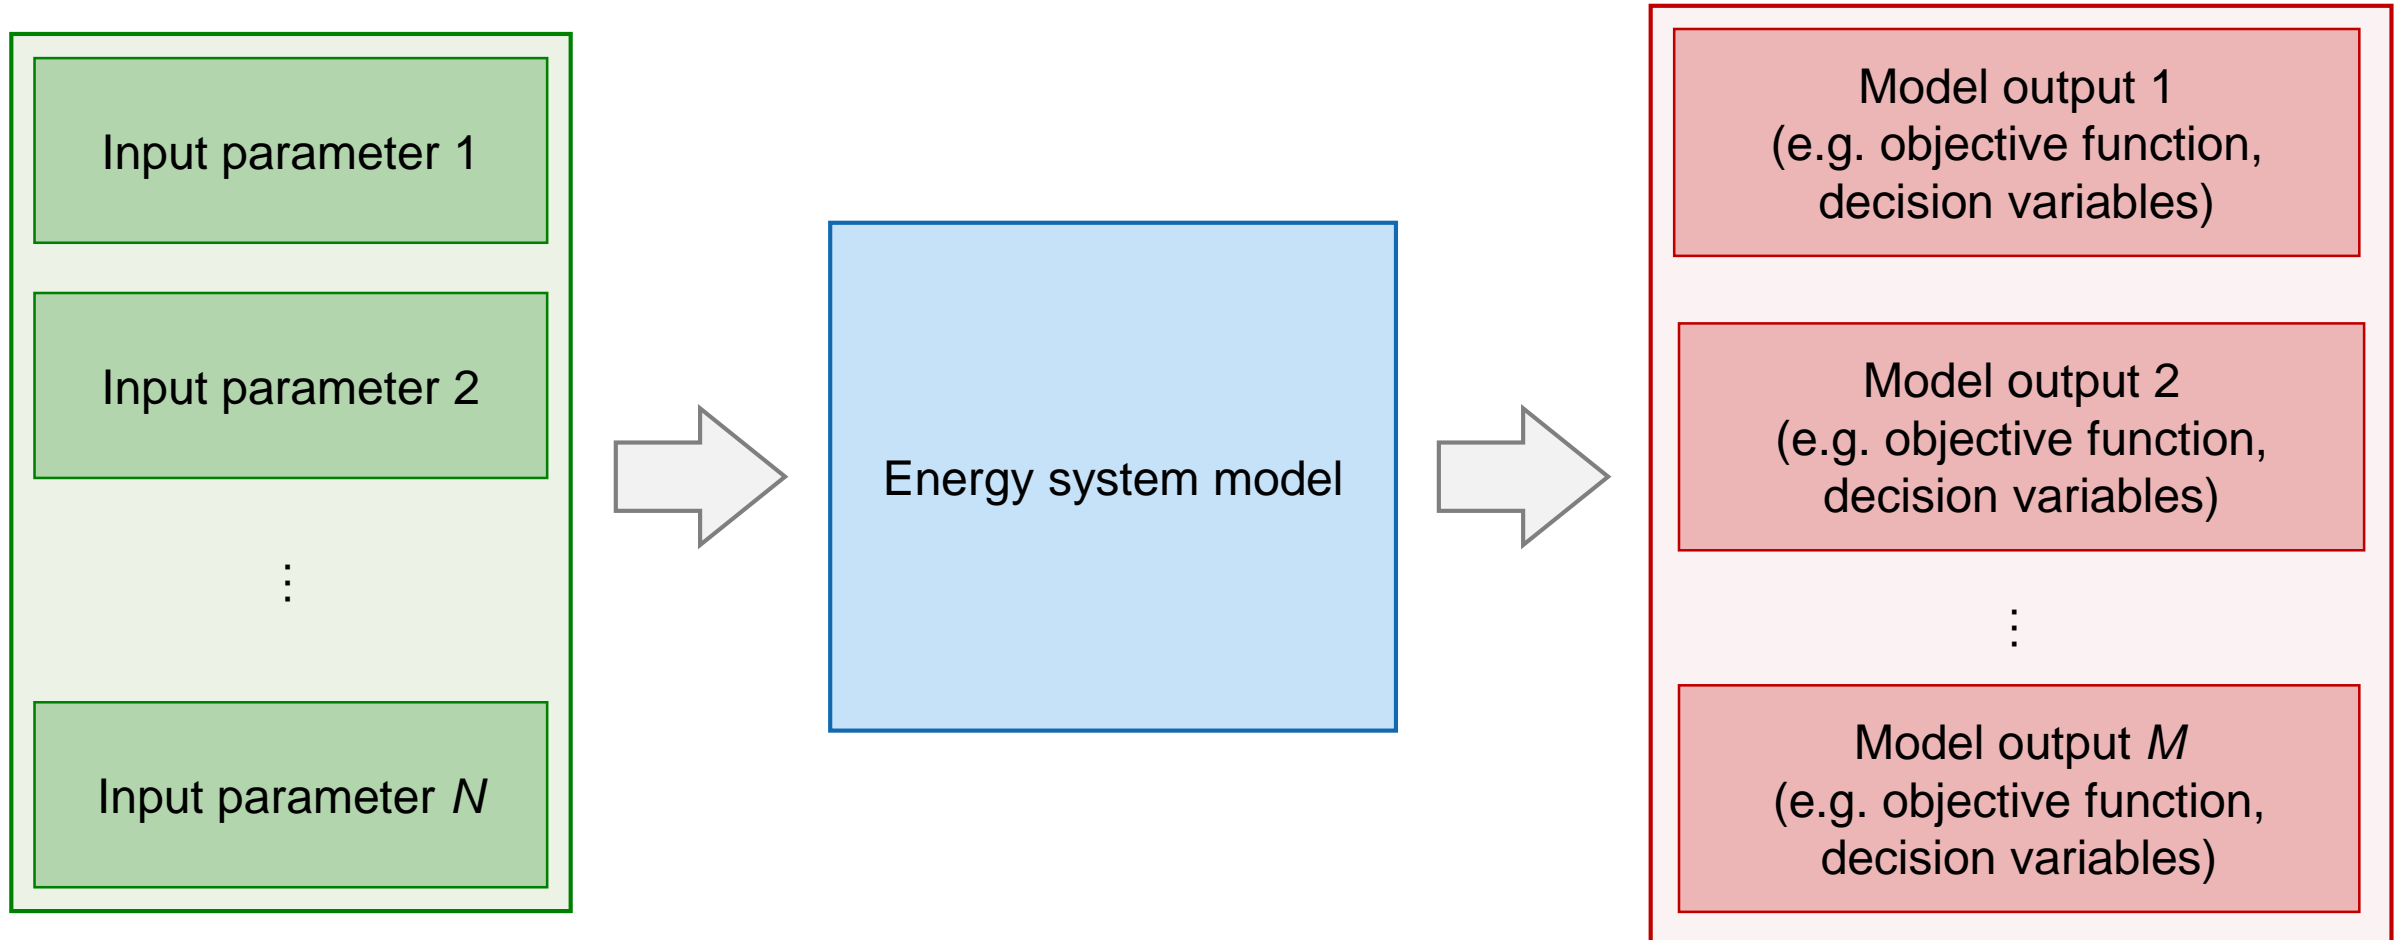 Input parameter 1
Input parameter 2
⋮
Input parameter N
Energy system model
Model output 1
(e.g. objective function,
decision variables)
Model output 2
(e.g. objective function,
decision variables)
⋮
Model output M
(e.g. objective function,
decision variables)